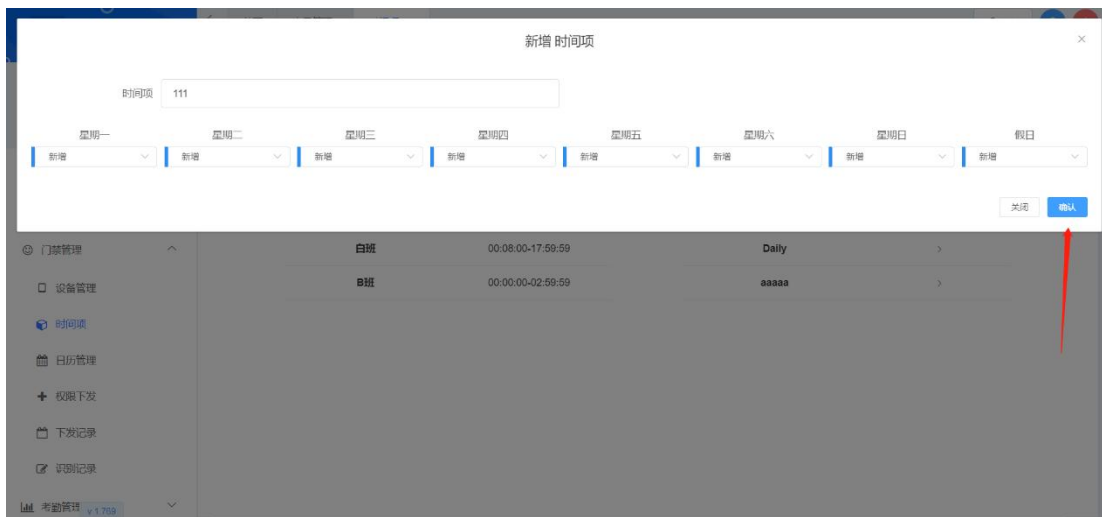 新增 时间项
时间项 111
星期一 星期二 星期三 星期四 星期五 星期六 星期日 假日
新增 新增 新增 新增 新增 新增 新增 新增
关闭 确认
门禁管理
白班 00:08:00-17:59:59 Daily
设备管理
B班 00:00:00-02:59:59 aaaaa
时间项
日历管理
权限下发
下发记录
识别记录
考勤管理